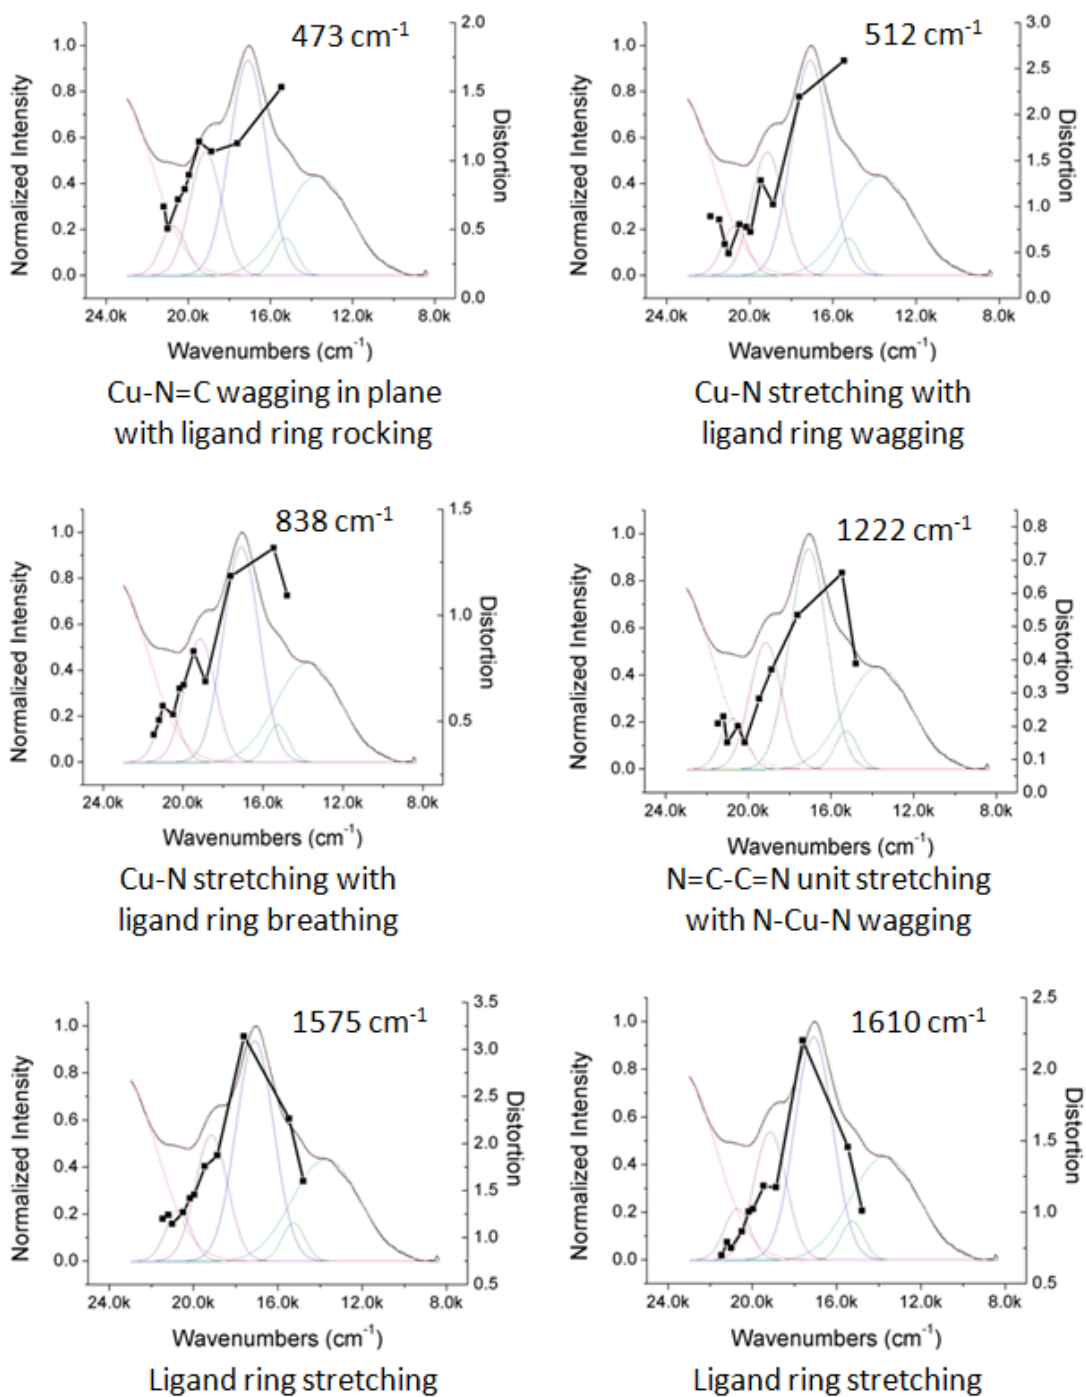 473 cm-1
Normalized Intensity
1.0
0.8
0.6
0.4
0.2
0.0
2.0
1.5
1.0
0.5
0.0
Distortion
24.0k 20.0k 16.0k 12.0k 8.0k
Wavenumbers (cm-1)
Cu-N=C wagging in plane
with ligand ring rocking
512 cm-1
Normalized Intensity
1.0
0.8
0.6
0.4
0.2
0.0
3.0
2.5
2.0
1.5
1.0
0.5
0.0
Distortion
24.0k 20.0k 16.0k 12.0k 8.0k
Wavenumbers (cm-1)
Cu-N stretching with
ligand ring wagging
838 cm-1
Normalized Intensity
1.0
0.8
0.6
0.4
0.2
0.0
1.5
1.0
0.5
Distortion
24.0k 20.0k 16.0k 12.0k 8.0k
Wavenumbers (cm-1)
Cu-N stretching with
ligand ring breathing
1222 cm-1
Normalized Intensity
1.0
0.8
0.6
0.4
0.2
0.0
0.8
0.7
0.6
0.5
0.4
0.3
0.2
0.1
0.0
Distortion
24.0k 20.0k 16.0k 12.0k 8.0k
Wavenumbers (cm-1)
N=C-C=N unit stretching
with N-Cu-N wagging
1575 cm-1
Normalized Intensity
1.0
0.8
0.6
0.4
0.2
0.0
3.5
3.0
2.5
2.0
1.5
1.0
0.5
Distortion
24.0k 20.0k 16.0k 12.0k 8.0k
Wavenumbers (cm-1)
Ligand ring stretching
1610 cm-1
Normalized Intensity
1.0
0.8
0.6
0.4
0.2
0.0
2.5
2.0
1.5
1.0
0.5
Distortion
24.0k 20.0k 16.0k 12.0k 8.0k
Wavenumbers (cm-1)
Ligand ring stretching